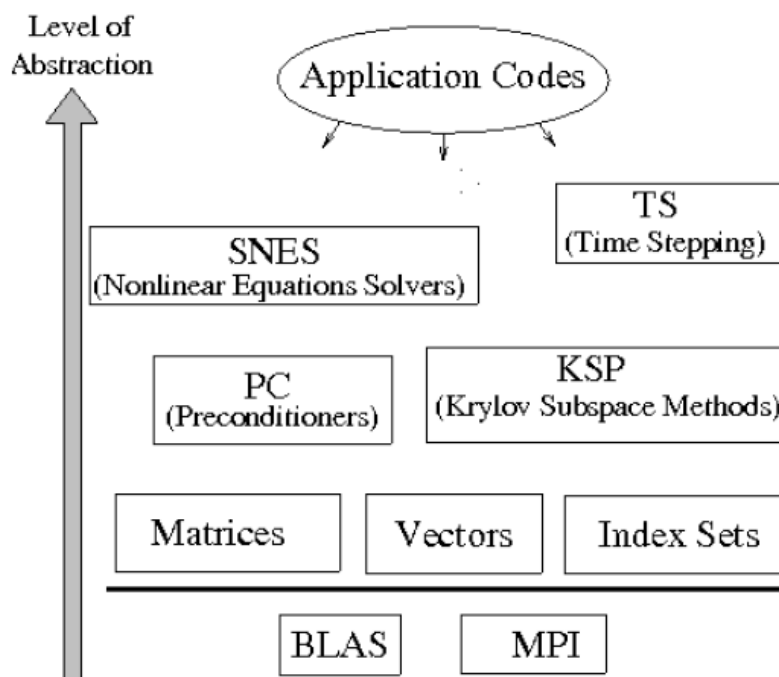 Level of
Abstraction
Application Codes
TS
(Time Stepping)
SNES
(Nonlinear Equations Solvers)
PC
(Preconditioners)
KSP
(Krylov Subspace Methods)
Matrices
Vectors
Index Sets
BLAS
MPI